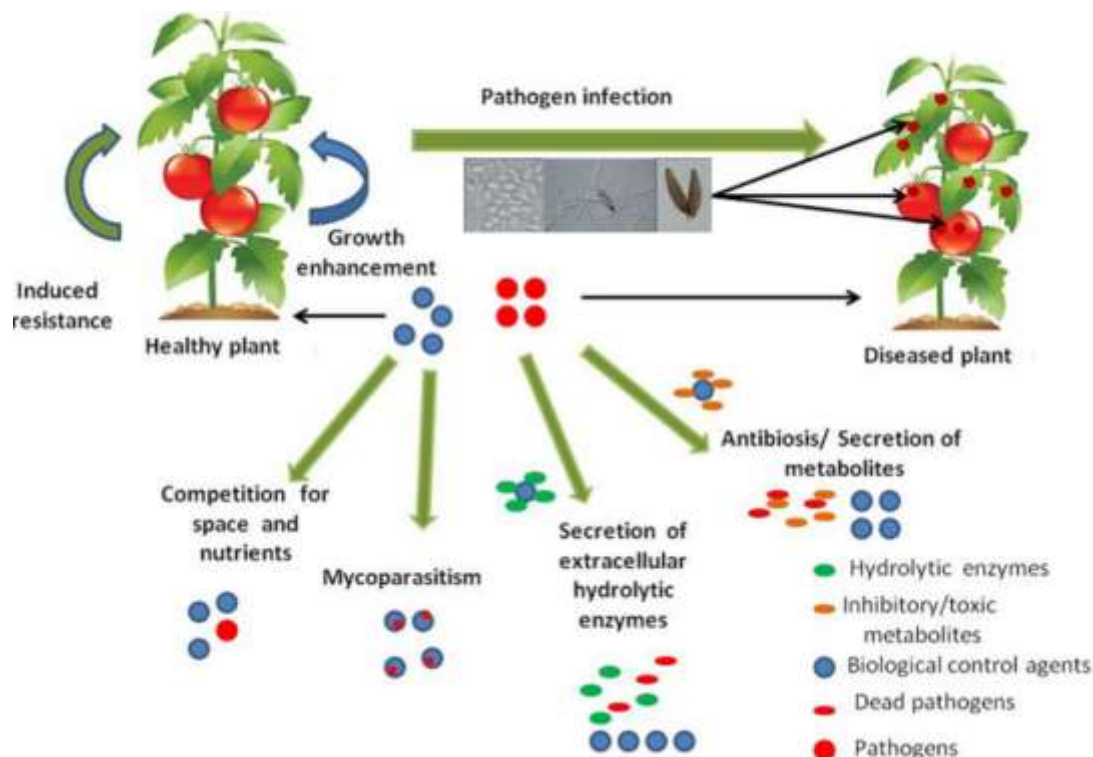 Pathogen infection
Growth
enhancement
Induced
resistance
Healthy plant
Diseased plant
Antibiosis/ Secretion of
metabolites
Competition for
space and
nutrients
Mycoparasitism
Secretion of
extracellular
hydrolytic
enzymes
Hydrolytic enzymes
Inhibitory/toxic
metabolites
Biological control agents
Dead pathogens
Pathogens